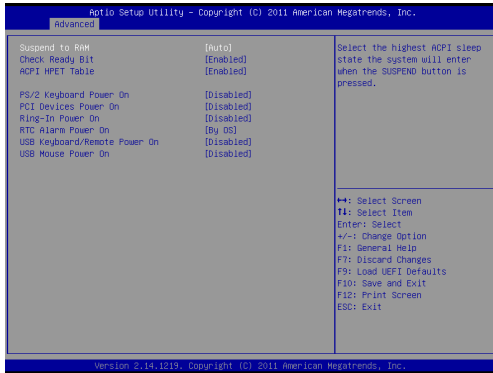 Aptio Setup Utility - Copyright (C) 2011 American Megatrends, Inc.
Advanced
Suspend to RAM [Auto]
Check Ready Bit [Enabled]
ACPI HPET Table [Enabled]
PS/2 Keyboard Power On [Disabled]
PCI Devices Power On [Disabled]
Ring-In Power On [Disabled]
RTC Alarm Power On [By OS]
USB Keyboard/Remote Power On [Disabled]
USB Mouse Power On [Disabled]
Select the highest ACPI sleep
state the system will enter
when the SUSPEND button is
pressed.
↔: Select Screen
↑↓: Select Item
Enter: Select
+/-: Change Option
F1: General Help
F7: Discard Changes
F9: Load UEFI Defaults
F10: Save and Exit
F12: Print Screen
ESC: Exit
Version 2.14.1219. Copyright (C) 2011 American Megatrends, Inc.